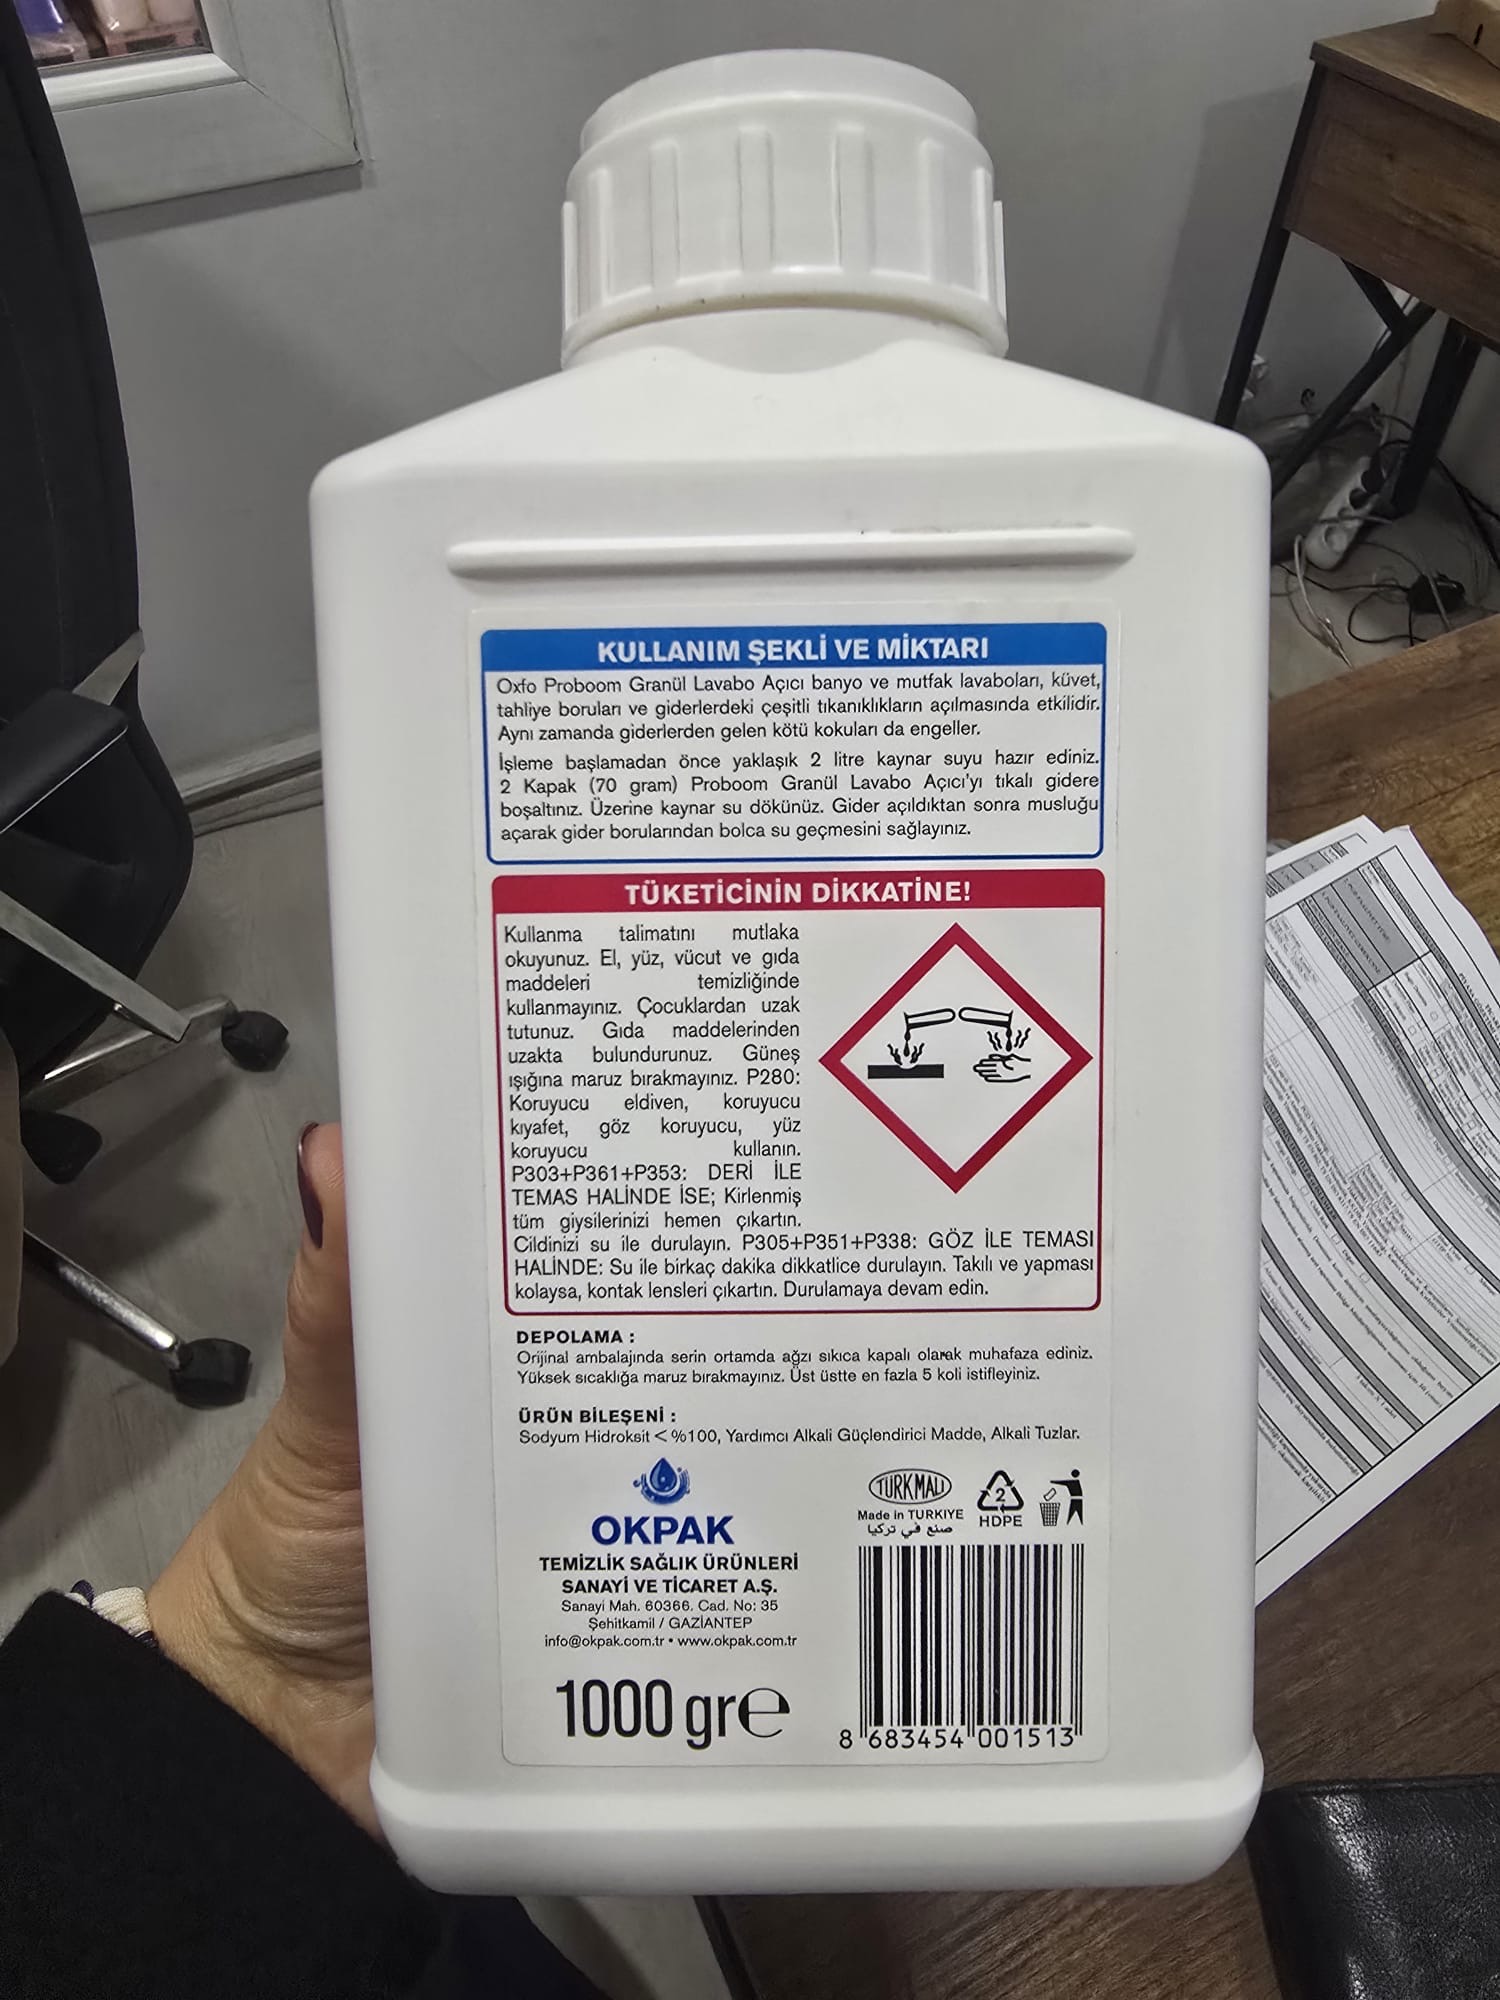 KULLANIM ŞEKLİ VE MİKTARI
Oxfo Proboom Granül Lavabo Açıcı banyo ve mutfak lavaboları, küvet,
tahliye boruları ve giderlerdeki çeşitli tıkanıklıkların açılmasında etkilidir.
Aynı zamanda giderlerden gelen kötü kokuları da engeller.
İşleme başlamadan önce yaklaşık 2 litre kaynar suyu hazır ediniz.
2 Kapak (70 gram) Proboom Granül Lavabo Açıcı'yı tıkalı gidere
boşaltınız. Üzerine kaynar su dökünüz. Gider açıldıktan sonra musluğu
açarak gider borularından bolca su geçmesini sağlayınız.
TÜKETİCİNİN DİKKATİNE!
Kullanma talimatını mutlaka
okuyunuz. El, yüz, vücut ve gıda
maddeleri temizliğinde
kullanmayınız. Çocuklardan uzak
tutunuz. Gıda maddelerinden
uzakta bulundurunuz. Güneş
ışığına maruz bırakmayınız. P280:
Koruyucu eldiven, koruyucu
kıyafet, göz koruyucu, yüz
koruyucu kullanın.
P303+P361+P353: DERİ İLE
TEMAS HALİNDE İSE; Kirlenmiş
tüm giysilerinizi hemen çıkartın.
Cildinizi su ile durulayın. P305+P351+P338: GÖZ İLE TEMASI
HALİNDE: Su ile birkaç dakika dikkatlice durulayın. Takılı ve yapması
kolaysa, kontak lensleri çıkartın. Durulamaya devam edin.
DEPOLAMA :
Orijinal ambalajında serin ortamda ağzı sıkıca kapalı olarak muhafaza ediniz.
Yüksek sıcaklığa maruz bırakmayınız. Üst üstte en fazla 5 koli istifleyiniz.
ÜRÜN BİLEŞENİ :
Sodyum Hidroksit < %100, Yardımcı Alkali Güçlendirici Madde, Alkali Tuzlar.
OKPAK
TEMİZLİK SAĞLIK ÜRÜNLERİ
SANAYİ VE TİCARET A.Ş.
Sanayi Mah. 60366. Cad. No: 35
Şehitkamil / GAZİANTEP
info@okpak.com.tr • www.okpak.com.tr
1000 gr e
TÜRK MALI
Made in TURKIYE
صنع في تركيا
2
HDPE
8 683454 001513